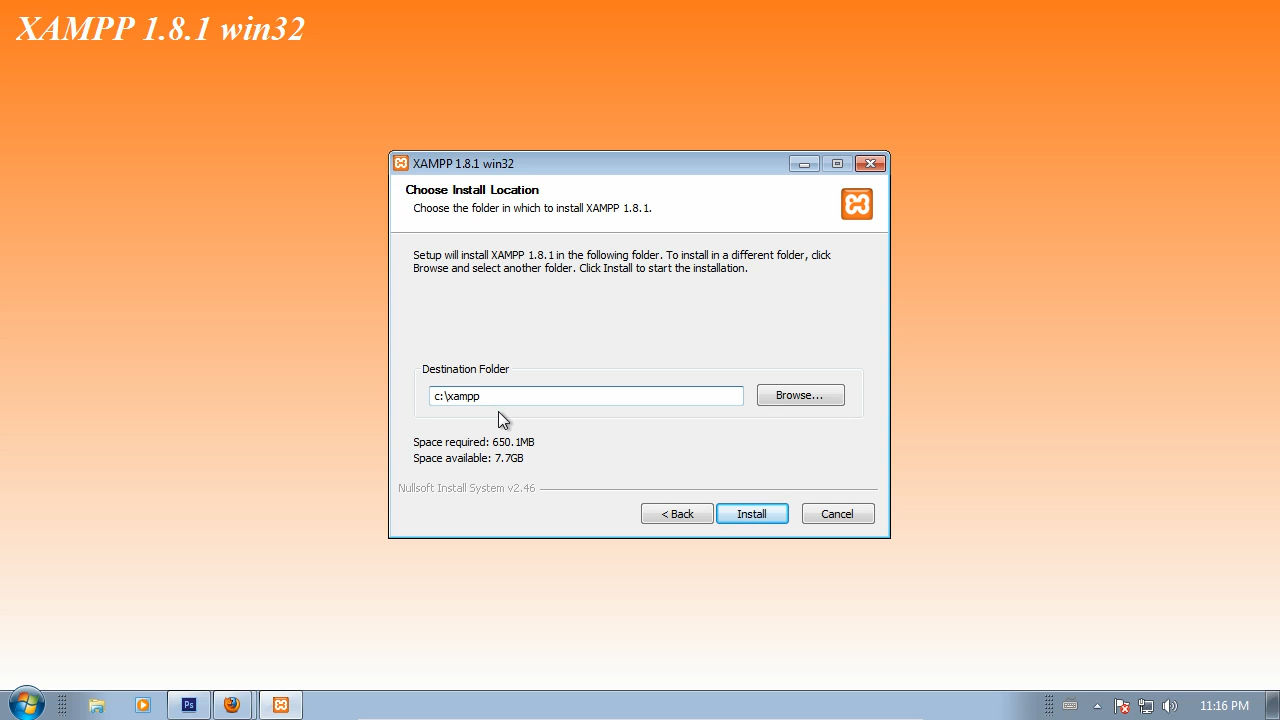 XAMPP 1.8.1 win32
XAMPP 1.8.1 win32
Choose Install Location
Choose the folder in which to install XAMPP 1.8.1.
Setup will install XAMPP 1.8.1 in the following folder. To install in a different folder, click
Browse and select another folder. Click Install to start the installation.
Destination Folder
c:\xampp
Browse...
Space required: 650.1MB
Space available: 7.7GB
Nullsoft Install System v2.46
< Back
Install
Cancel
Ps
11:16 PM